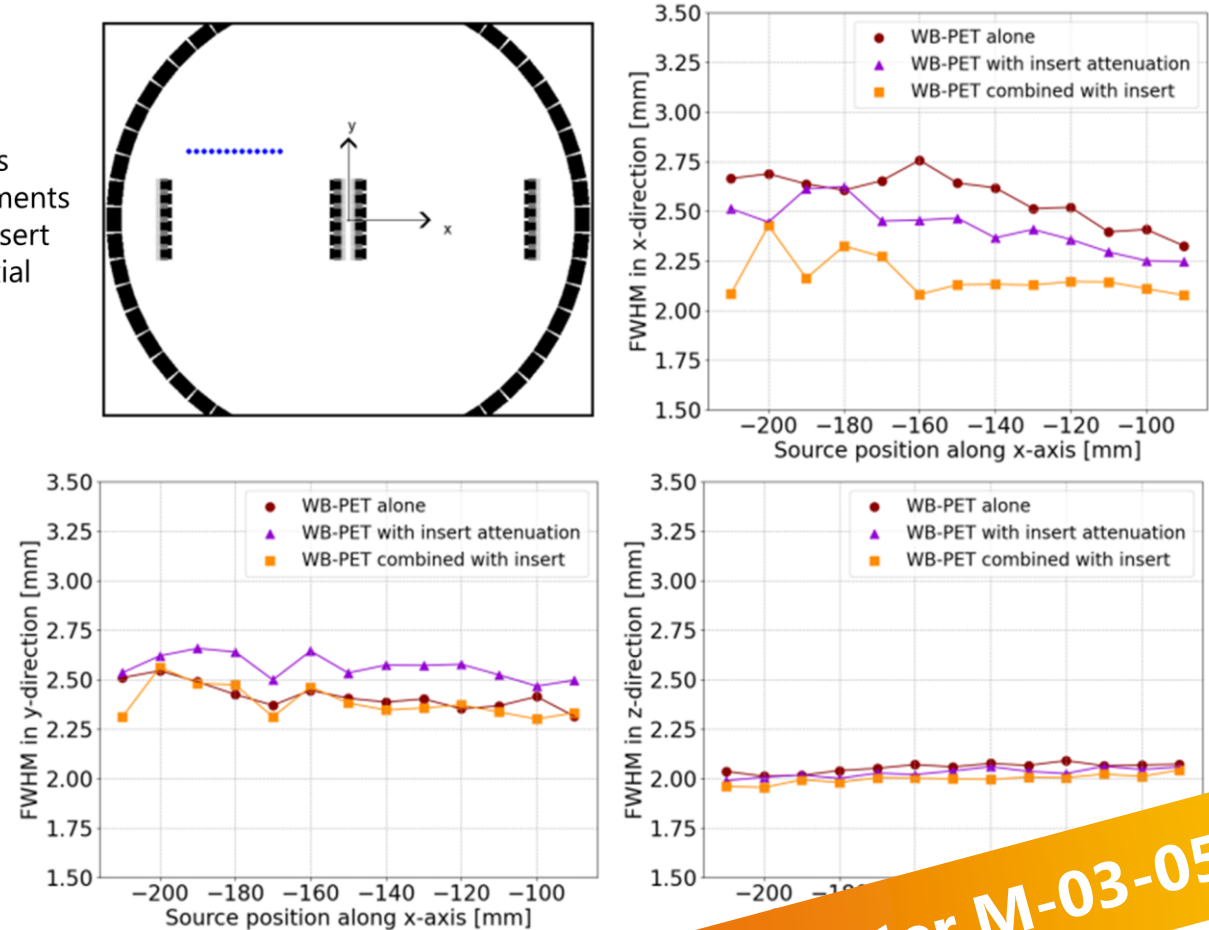 s
ments
sert
tial
y
x
3.50
3.25
3.00
2.75
2.50
2.25
2.00
1.75
1.50
FWHM in x-direction [mm]
WB-PET alone
WB-PET with insert attenuation
WB-PET combined with insert
−200 −180 −160 −140 −120 −100
Source position along x-axis [mm]
3.50
3.25
3.00
2.75
2.50
2.25
2.00
1.75
1.50
FWHM in y-direction [mm]
WB-PET alone
WB-PET with insert attenuation
WB-PET combined with insert
−200 −180 −160 −140 −120 −100
Source position along x-axis [mm]
3.50
3.25
3.00
2.75
2.50
2.25
2.00
1.75
1.50
FWHM in z-direction [mm]
WB-PET alone
WB-PET with insert attenuation
WB-PET combined with insert
−200
M-03-05